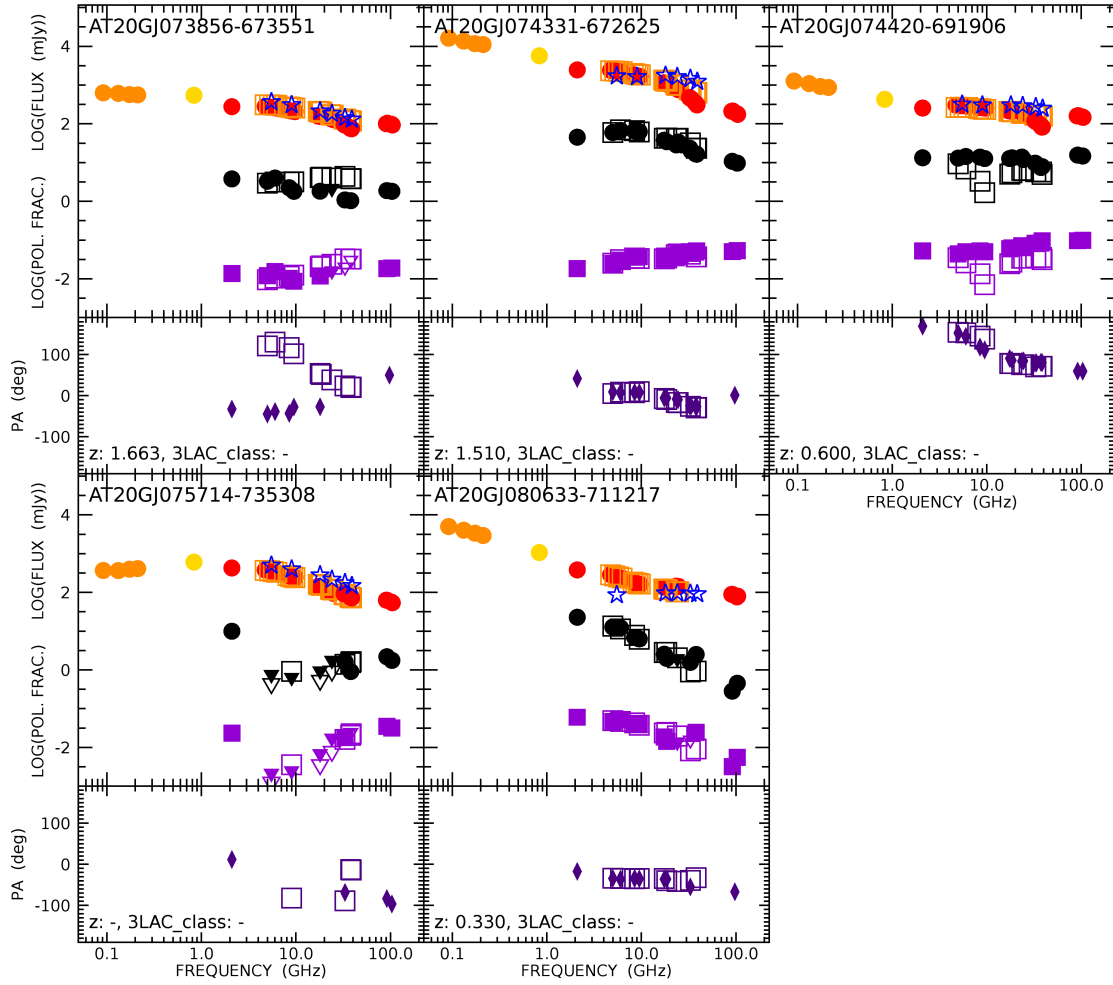 AT20GJ073856-673551
AT20GJ074331-672625
AT20GJ074420-691906
LOG(POL. FRAC.) LOG(FLUX (mJy))
4
2
0
-2
PA (deg)
100
0
-100
z: 1.663, 3LAC_class: -
z: 1.510, 3LAC_class: -
z: 0.600, 3LAC_class: -
0.1 1.0 10.0 100.0
FREQUENCY (GHz)
AT20GJ075714-735308
AT20GJ080633-711217
LOG(POL. FRAC.) LOG(FLUX (mJy))
4
2
0
-2
PA (deg)
100
0
-100
z: -, 3LAC_class: -
z: 0.330, 3LAC_class: -
0.1 1.0 10.0 100.0
0.1 1.0 10.0 100.0
FREQUENCY (GHz)
FREQUENCY (GHz)